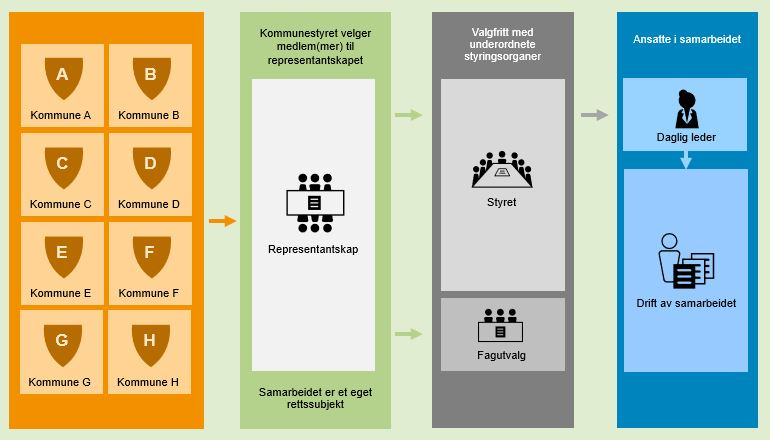 A
Kommune A
B
Kommune B
C
Kommune C
D
Kommune D
E
Kommune E
F
Kommune F
G
Kommune G
H
Kommune H
Kommunestyret velger
medlem(mer) til
representantskapet
Representantskap
Samarbeidet er et eget
rettssubjekt
Valgfritt med
underordnete
styringsorganer
Styret
Fagutvalg
Ansatte i samarbeidet
Daglig leder
Drift av samarbeidet